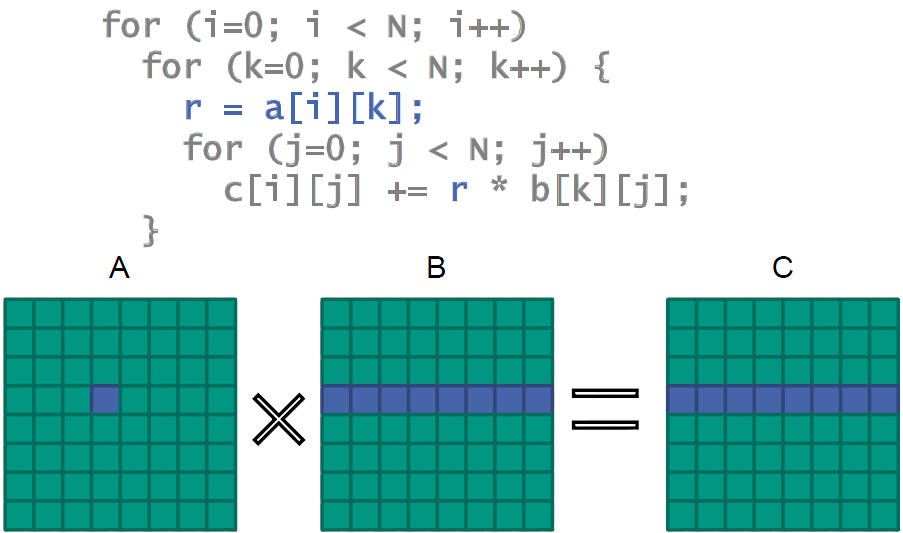 for (i=0; i < N; i++)
for (k=0; k < N; k++) {
r = a[i][k];
for (j=0; j < N; j++)
c[i][j] += r * b[k][j];
}
A B C